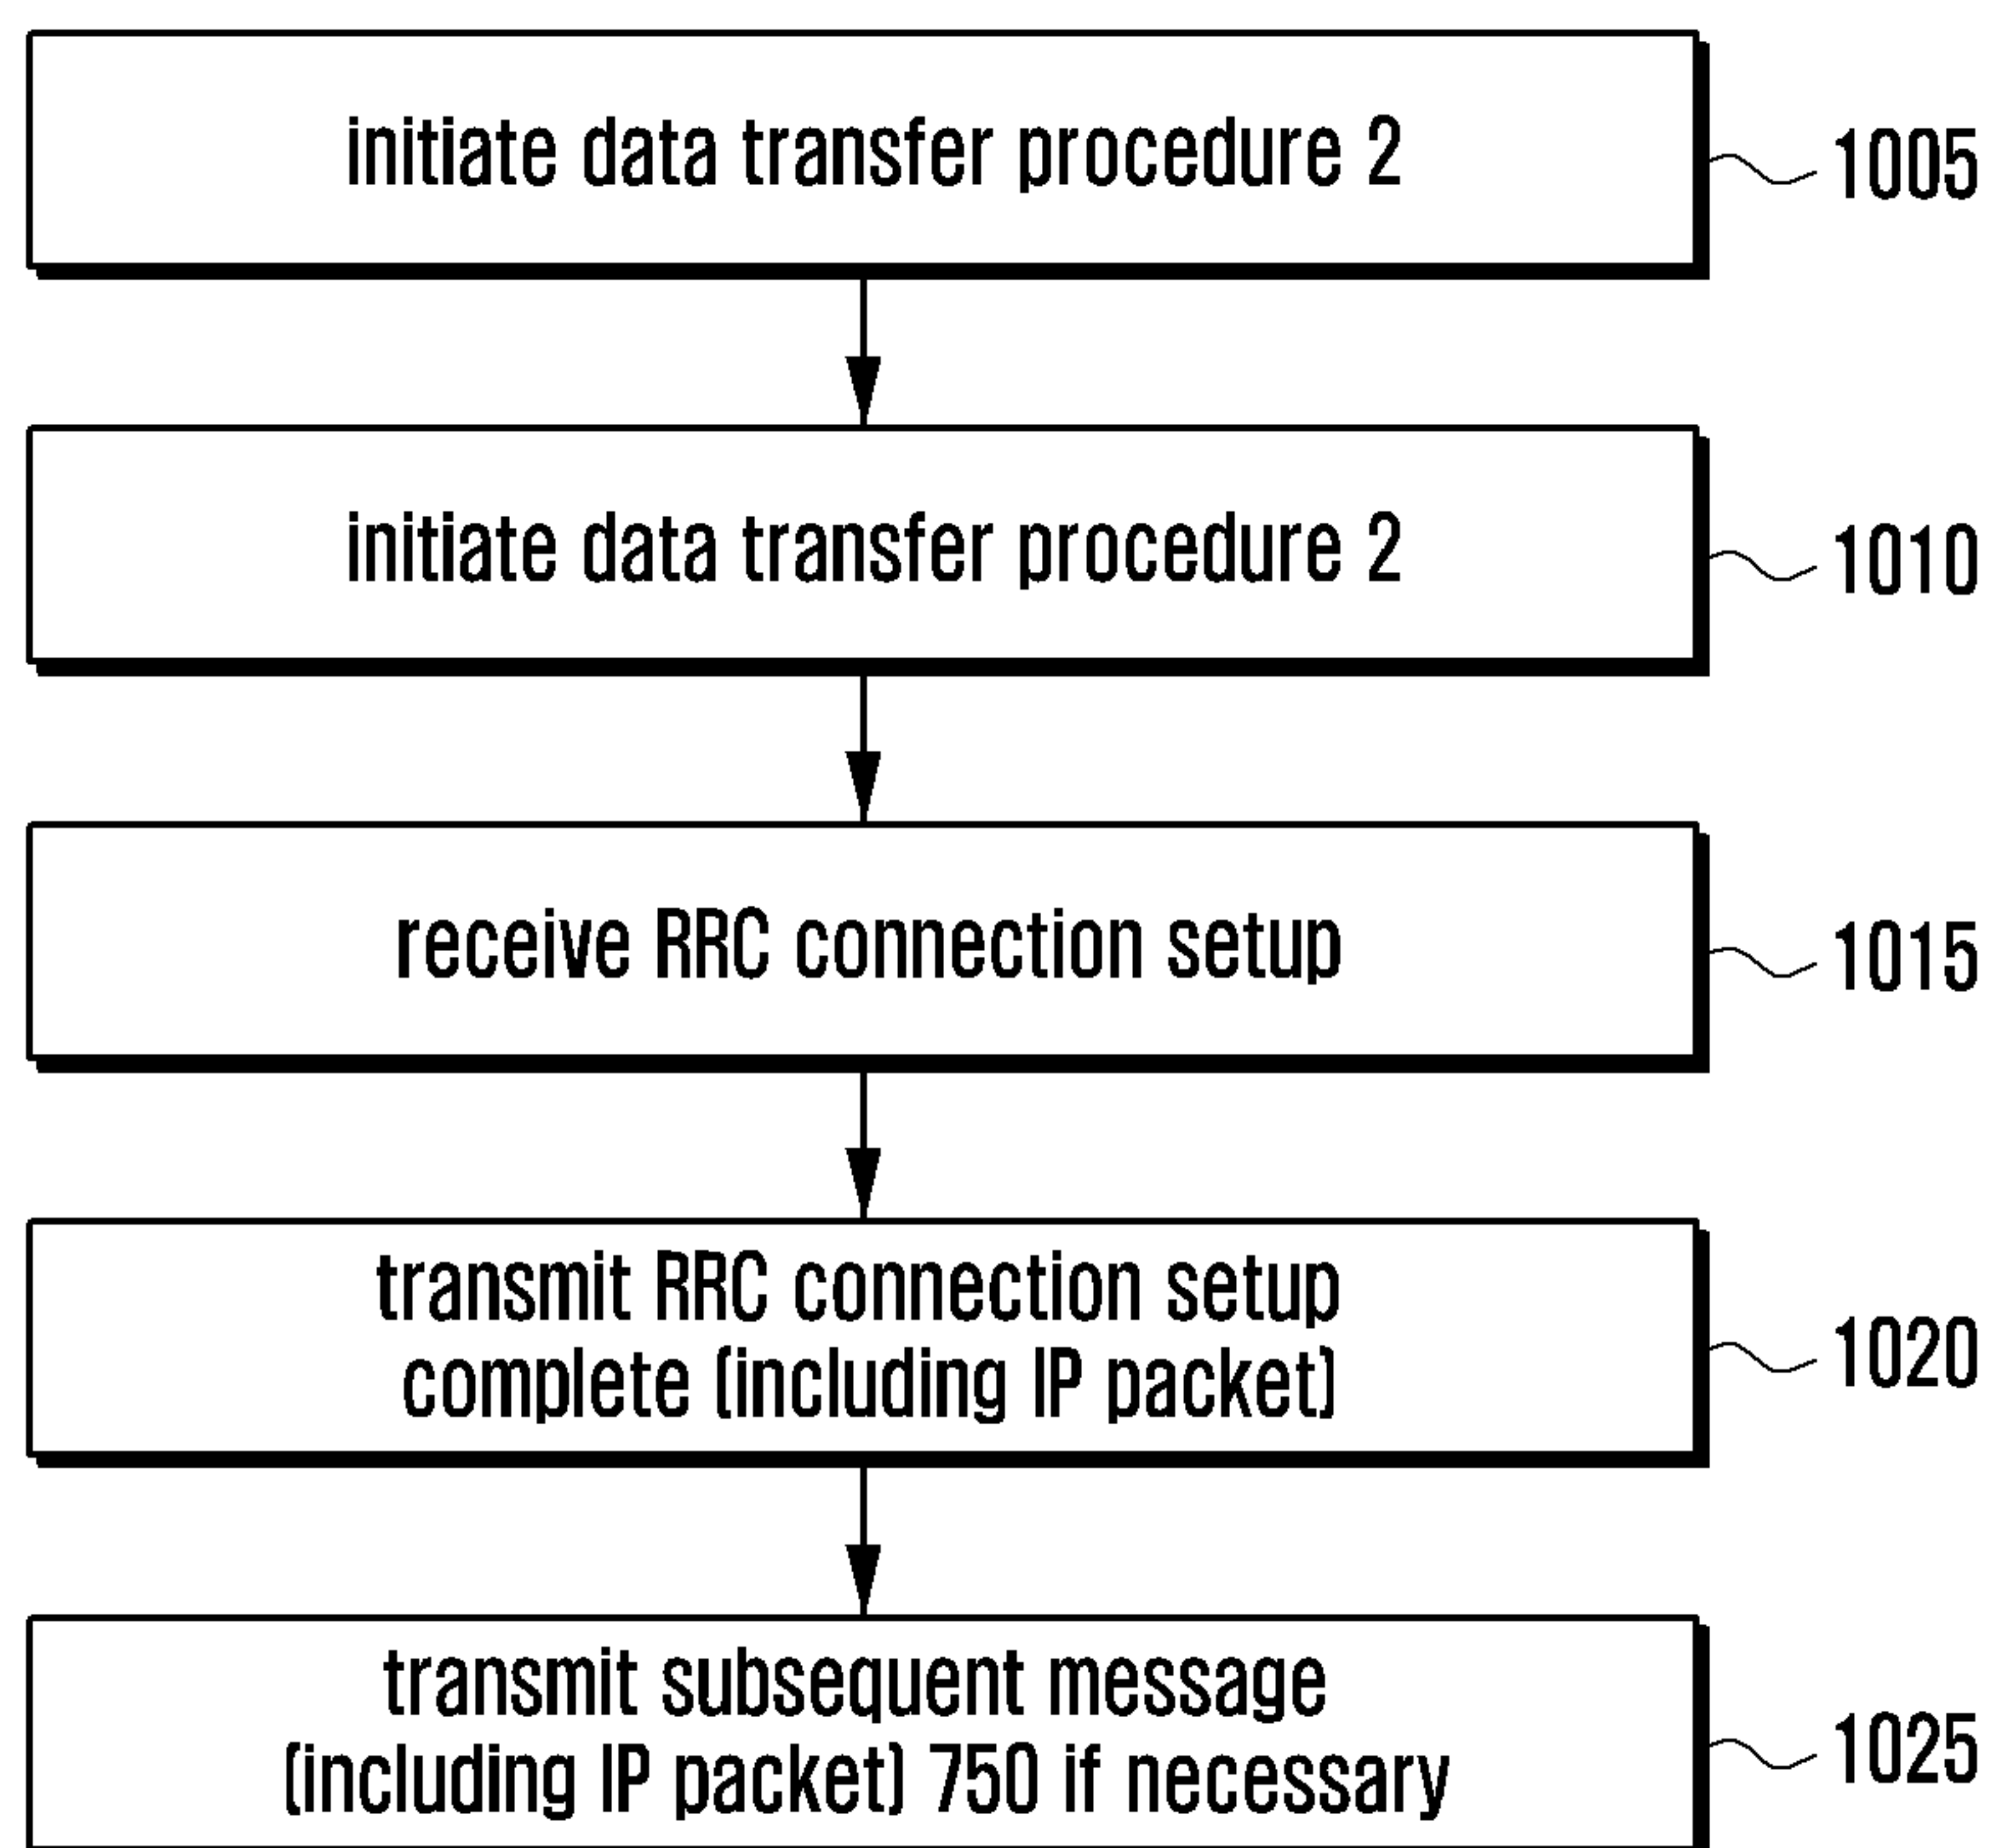 initiate data transfer procedure 2
1005
initiate data transfer procedure 2
1010
receive RRC connection setup
1015
transmit RRC connection setup
complete (including IP packet)
1020
transmit subsequent message
(including IP packet) 750 if necessary
1025